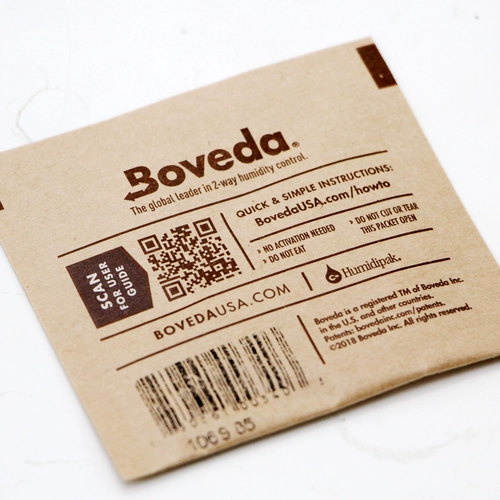 Boveda®
The global leader in 2-way humidity control.
SCAN
FOR USER
GUIDE
QUICK & SIMPLE INSTRUCTIONS:
BovedaUSA.com/howto
› NO ACTIVATION NEEDED
› DO NOT EAT
› DO NOT CUT OR TEAR
THIS PACKET OPEN
BOVEDAUSA.COM
Humidipak.
Boveda is a registered TM of Boveda Inc.
in the U.S. and other countries.
Patents: bovedainc.com/patents.
©2018 Boveda Inc. All rights reserved.